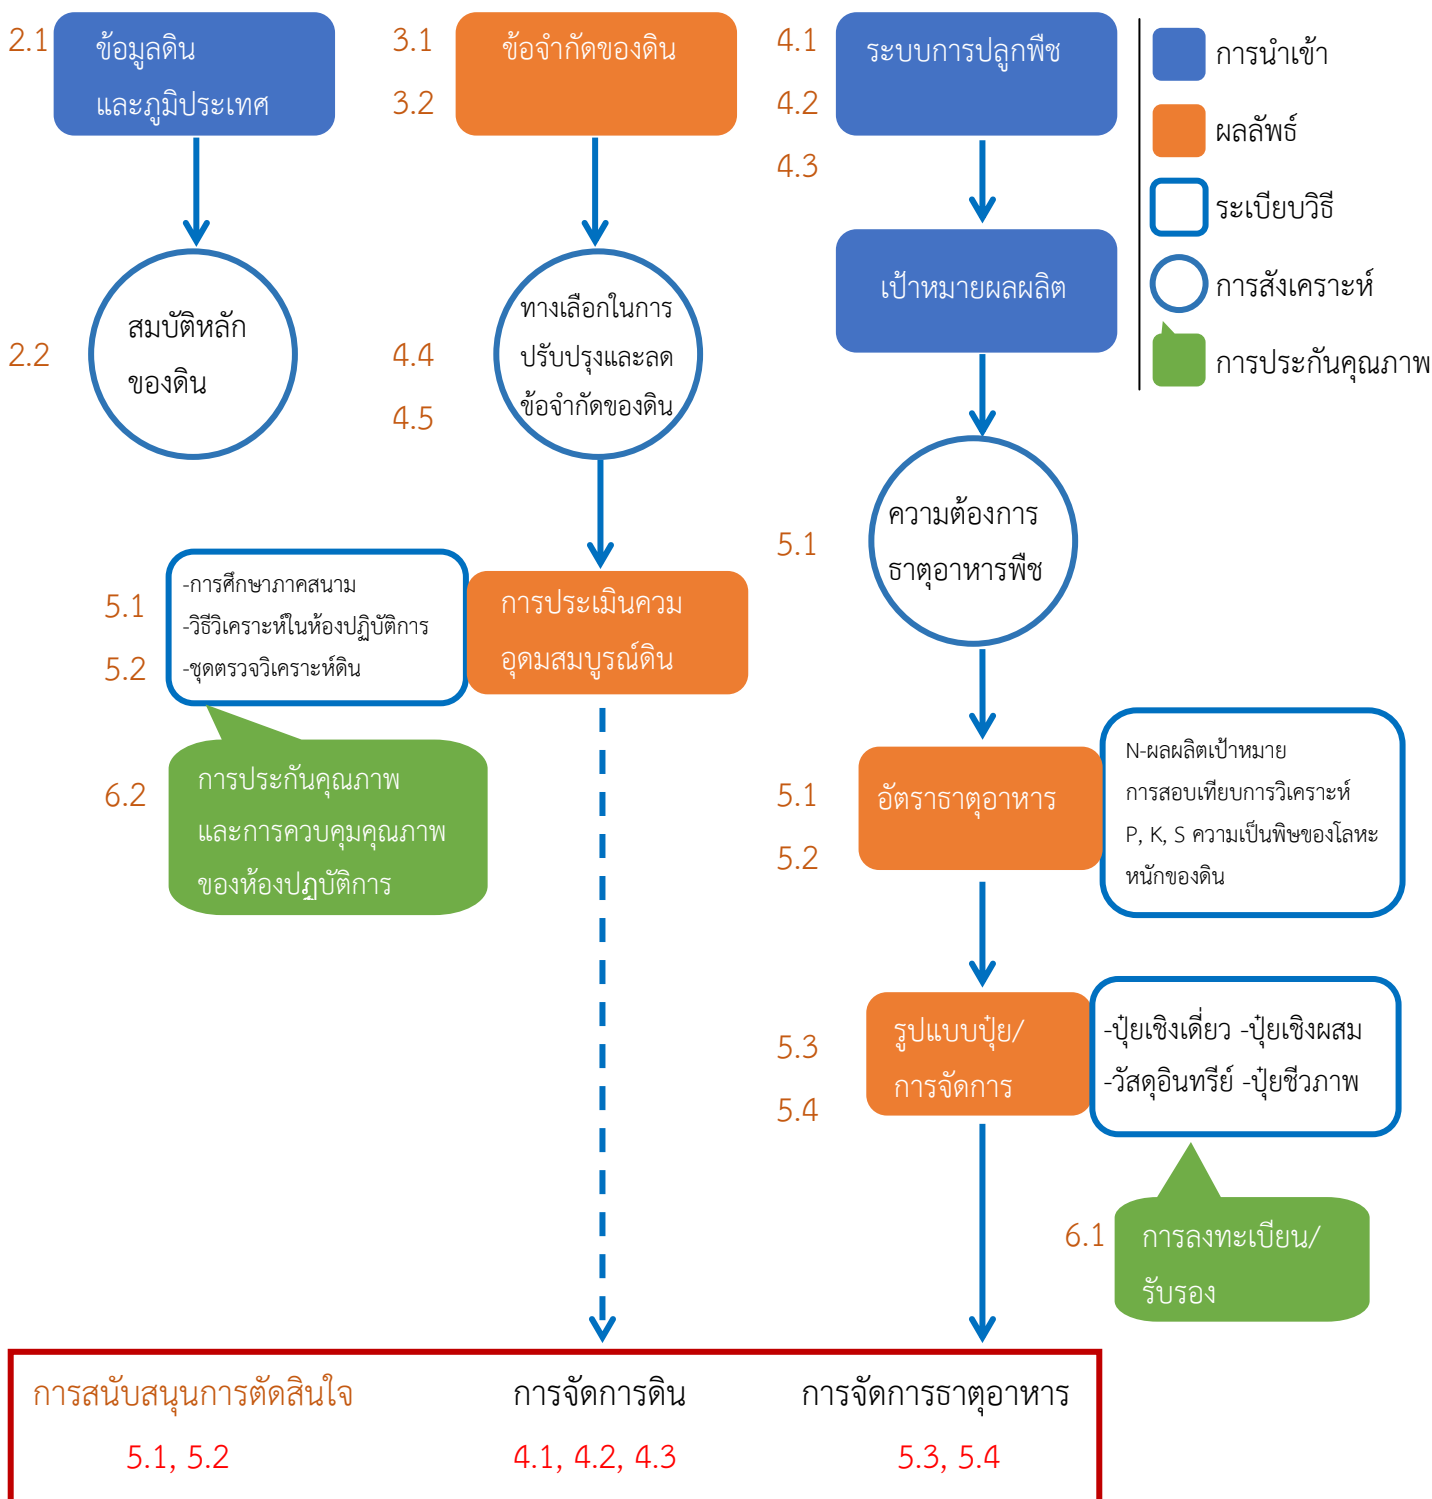 2.1
ข้อมูลดิน
และภูมิประเทศ
2.2
สมบัติหลัก
ของดิน
3.1
3.2
ข้อจำกัดของดิน
4.4
4.5
ทางเลือกในการ
ปรับปรุงและลด
ข้อจำกัดของดิน
5.1
5.2
-การศึกษาภาคสนาม
-วิธีวิเคราะห์ในห้องปฏิบัติการ
-ชุดตรวจวิเคราะห์ดิน
การประเมินควม
อุดมสมบูรณ์ดิน
6.2
การประกันคุณภาพ
และการควบคุมคุณภาพ
ของห้องปฏบัติการ
4.1
4.2
4.3
ระบบการปลูกพืช
เป้าหมายผลผลิต
5.1
ความต้องการ
ธาตุอาหารพืช
5.1
5.2
อัตราธาตุอาหาร
N-ผลผลิตเป้าหมาย
การสอบเทียบการวิเคราะห์
P, K, S ความเป็นพิษของโลหะ
หนักของดิน
5.3
5.4
รูปแบบปุ๋ย/
การจัดการ
-ปุ๋ยเชิงเดี่ยว -ปุ๋ยเชิงผสม
-วัสดุอินทรีย์ -ปุ๋ยชีวภาพ
6.1
การลงทะเบียน/
รับรอง
การนำเข้า
ผลลัพธ์
ระเบียบวิธี
การสังเคราะห์
การประกันคุณภาพ
การสนับสนุนการตัดสินใจ
5.1, 5.2
การจัดการดิน
4.1, 4.2, 4.3
การจัดการธาตุอาหาร
5.3, 5.4